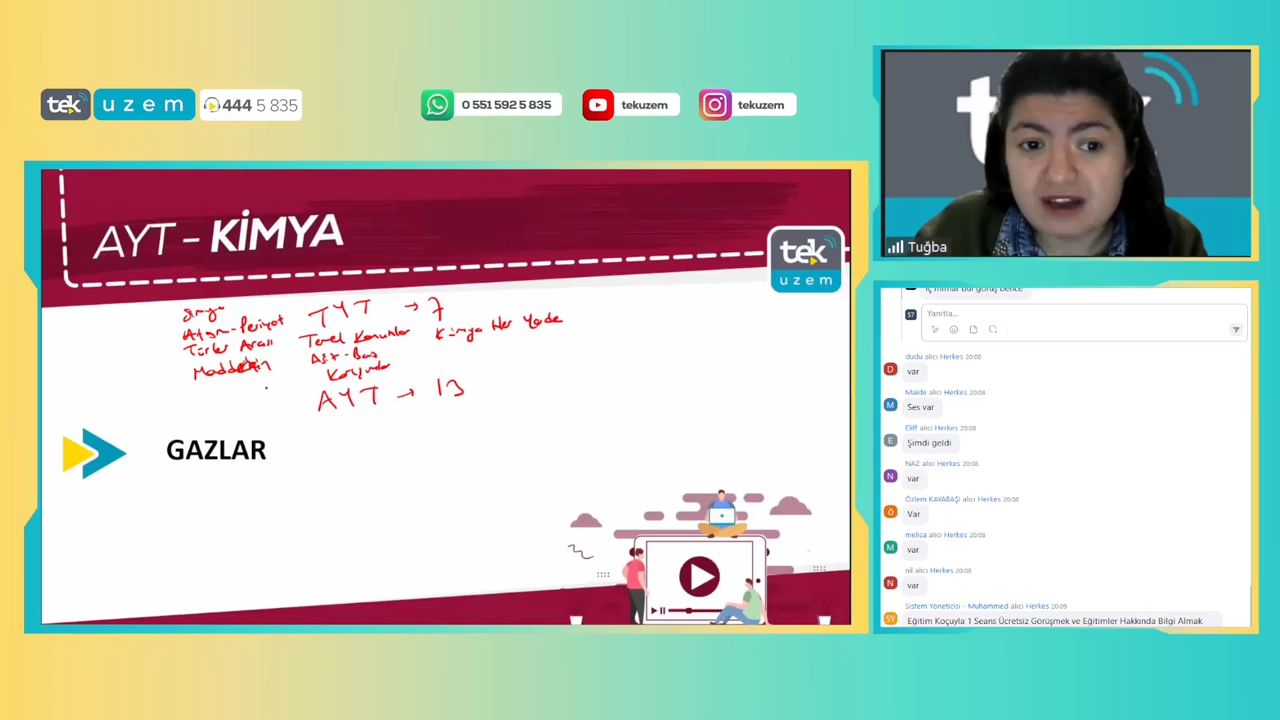 tek uzem 444 5 835
0 551 592 5 835
tekuzem
tekuzem
AYT - KİMYA
tek
uzem
TYT → 7
Atom-Periyot
Türler Arası
Temel Kanunlar
Kimya Her Yerde
Asit-Baz
AYT → 13
GAZLAR
Tuğba
iç mimar bul görüş bence
Yanıtla...
dudu alıcı Herkes 20:08
var
Maide alıcı Herkes 20:08
Ses var
Eliff alıcı Herkes 20:08
Şimdi geldi
NAZ alıcı Herkes 20:08
var
Özlem KAYABAŞI alıcı Herkes 20:08
Var
melisa alıcı Herkes 20:08
var
nil alıcı Herkes 20:08
var
Sistem Yöneticisi - Muhammed alıcı Herkes 20:09
Eğitim Koçuyla 1 Seans Ücretsiz Görüşmek ve Eğitimler Hakkında Bilgi Almak